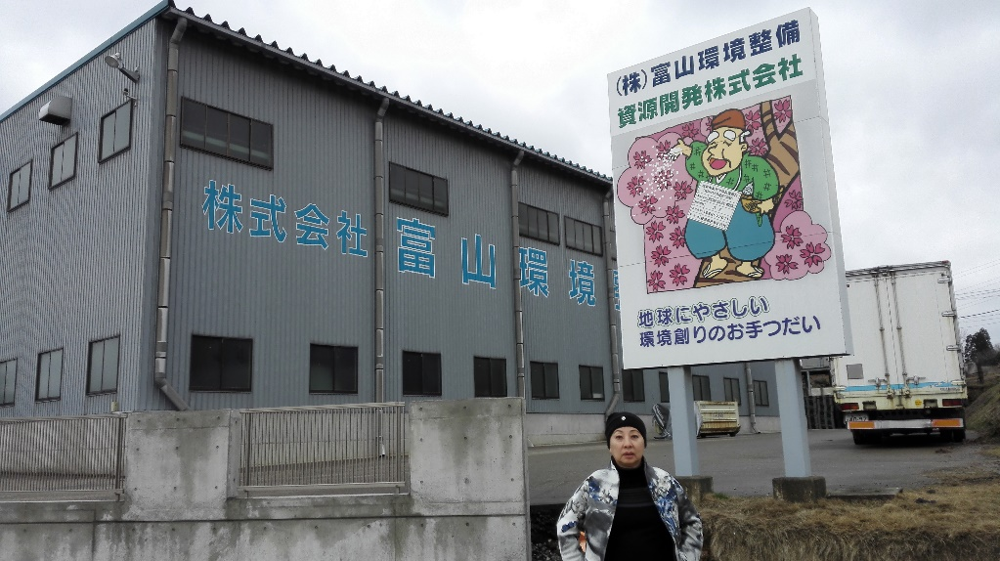 (株)富山環境整備
資源開発株式会社
地球にやさしい
環境創りのお手つだい
株式会社 富山環境